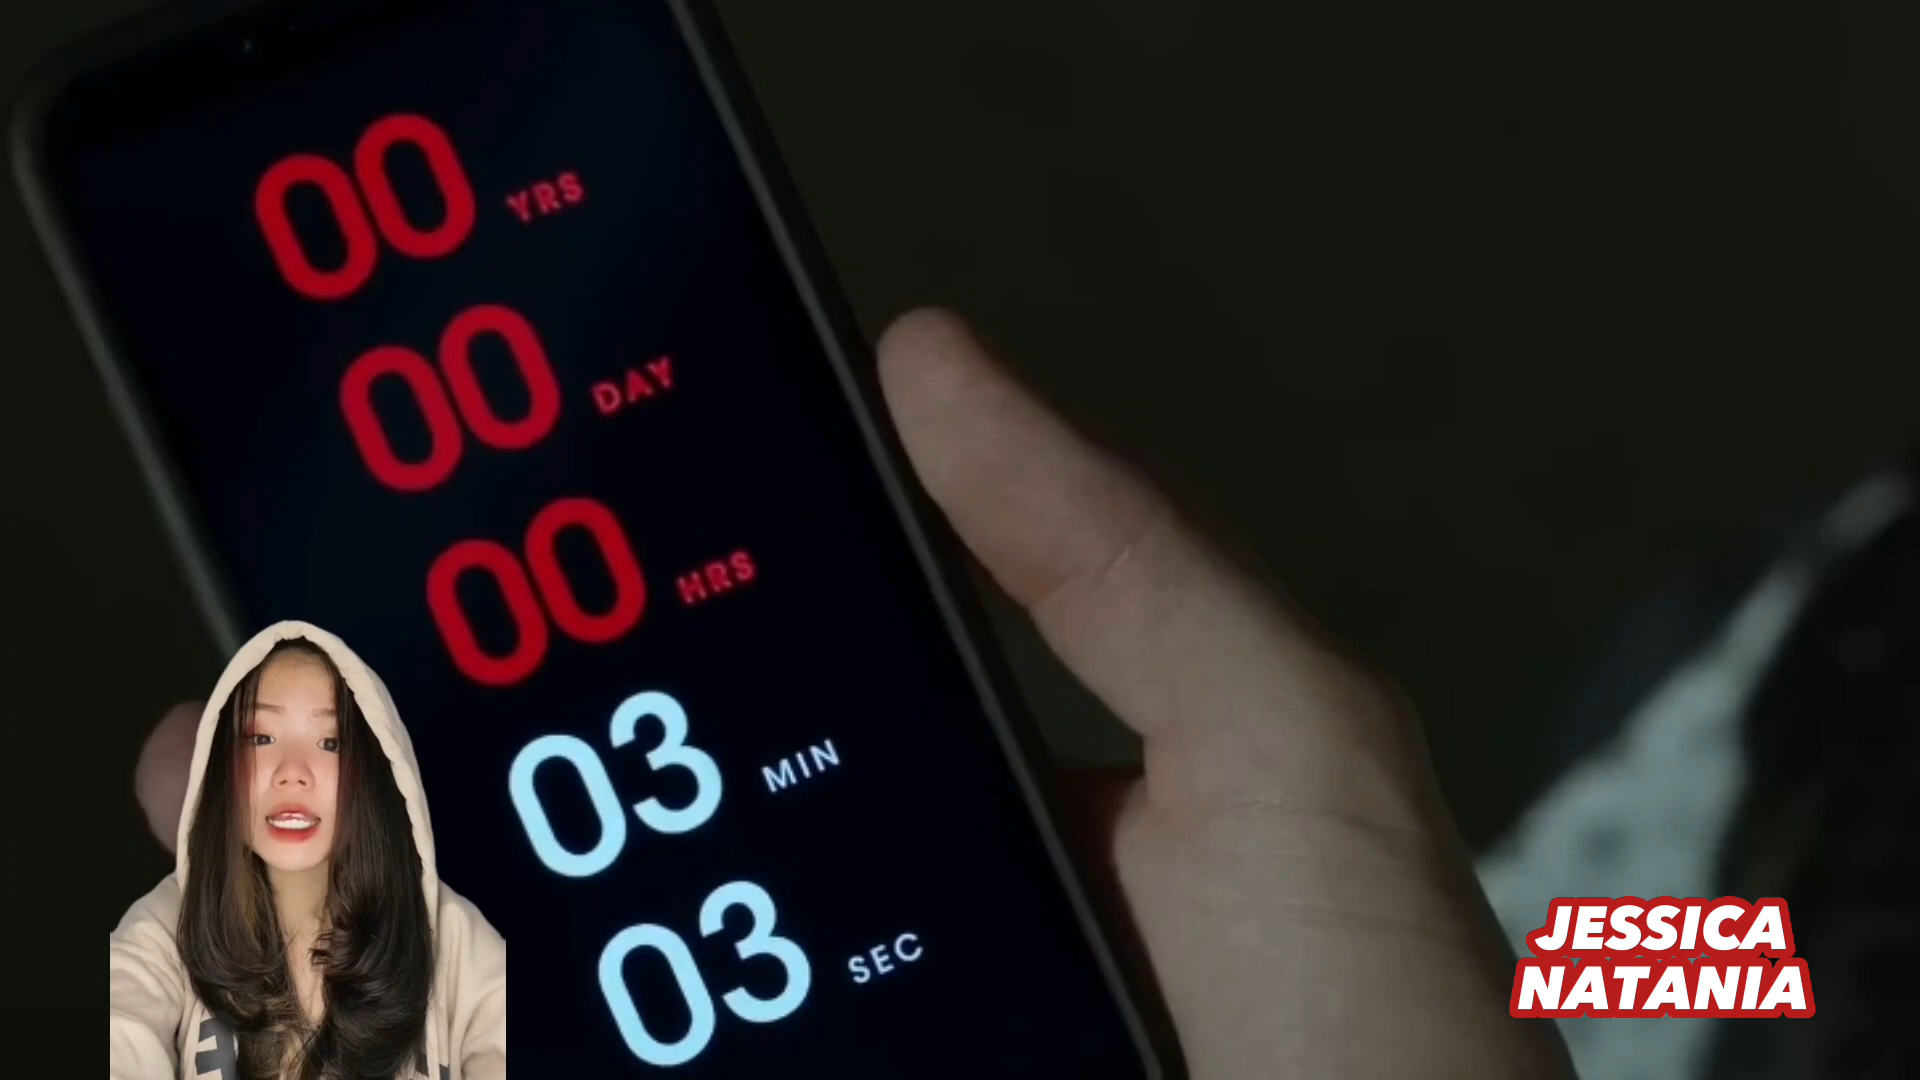 00 YRS
00 DAY
00 HRS
03 MIN
03 SEC
JESSICA
NATANIA